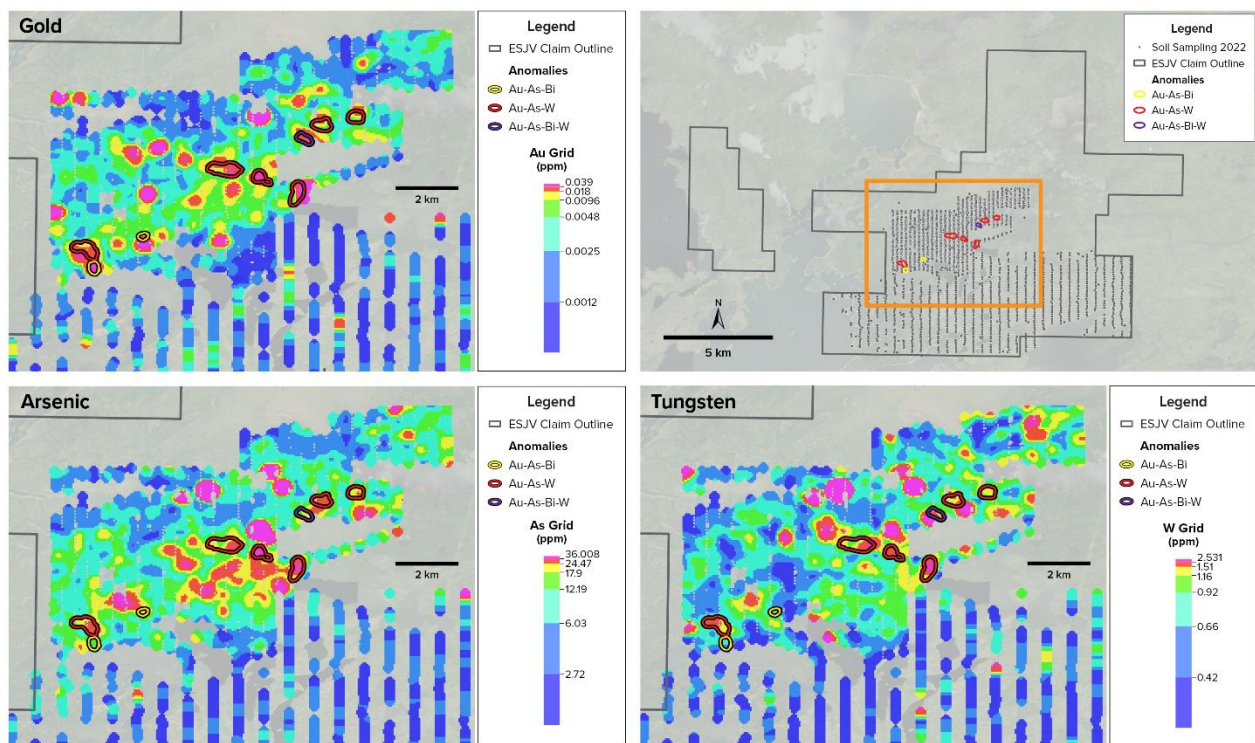 Gold
Legend
ESJV Claim Outline
Anomalies
Au-As-Bi
Au-As-W
Au-As-Bi-W
Au Grid
(ppm)
0.039
0.018
0.0096
0.0048
0.0025
0.0012
2 km
Legend
Soil Sampling 2022
ESJV Claim Outline
Anomalies
Au-As-Bi
Au-As-W
Au-As-Bi-W
N
5 km
Arsenic
Legend
ESJV Claim Outline
Anomalies
Au-As-Bi
Au-As-W
Au-As-Bi-W
As Grid
(ppm)
36.008
24.47
17.9
12.19
6.03
2.72
2 km
Tungsten
Legend
ESJV Claim Outline
Anomalies
Au-As-Bi
Au-As-W
Au-As-Bi-W
W Grid
(ppm)
2.531
1.51
1.16
0.92
0.66
0.42
2 km